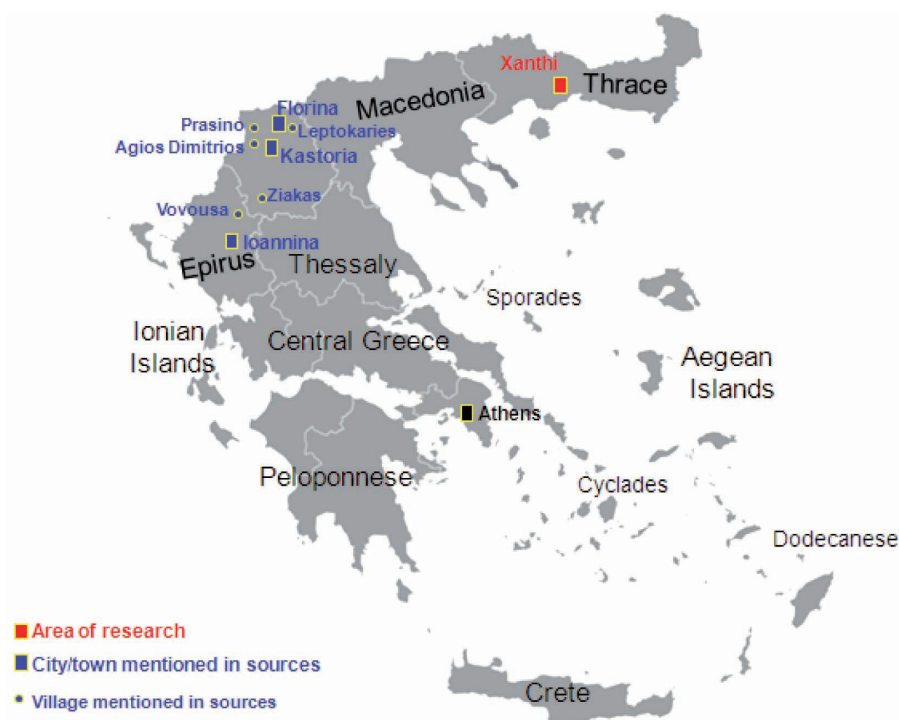 Xanthi
Thrace
Macedonia
Florina
Prasino
Leptokaries
Agios Dimitrios
Kastoria
Ziakas
Vovousa
Ioannina
Epirus
Thessaly
Sporades
Ionian
Islands
Central Greece
Aegean
Islands
Athens
Peloponnese
Cyclades
Dodecanese
Area of research
City/town mentioned in sources
Village mentioned in sources
Crete